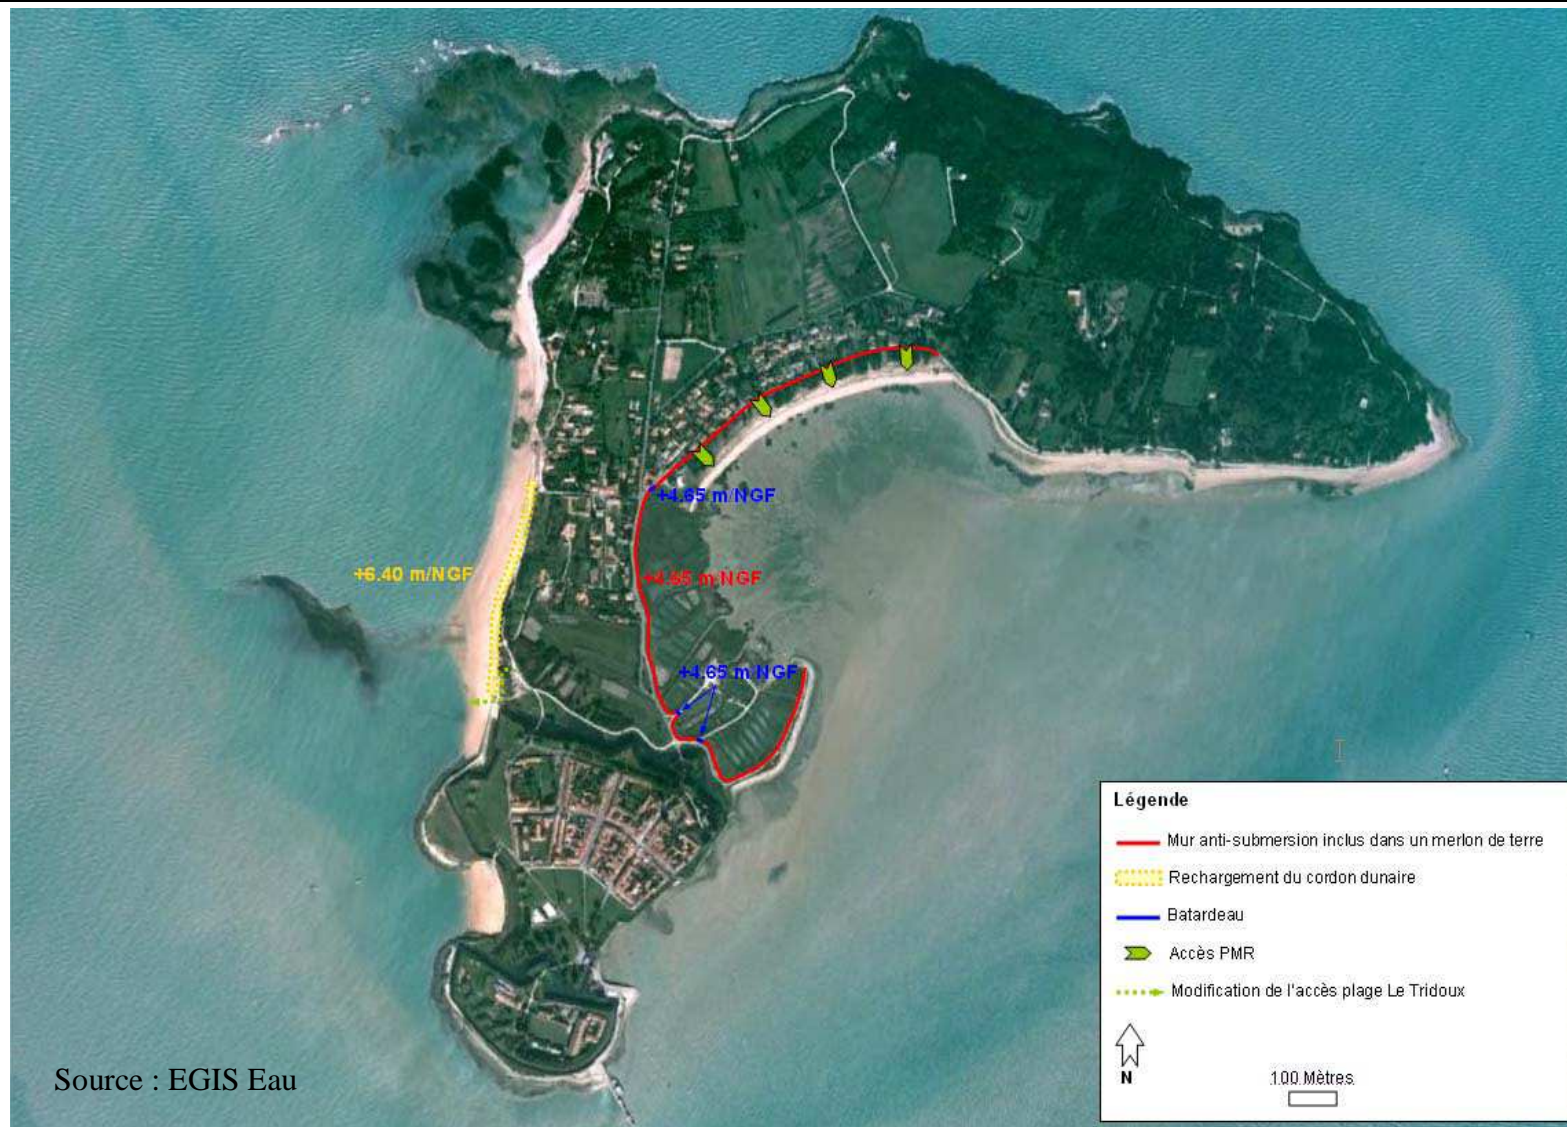 +4.65 m/NGF
+6.40 m/NGF
+4.65 m/NGF
+4.65 m/NGF
Légende
Mur anti-submersion inclus dans un merlon de terre
Rechargement du cordon dunaire
Batardeau
Accès PMR
Modification de l'accès plage Le Tridoux
N
100 Mètres
Source : EGIS Eau